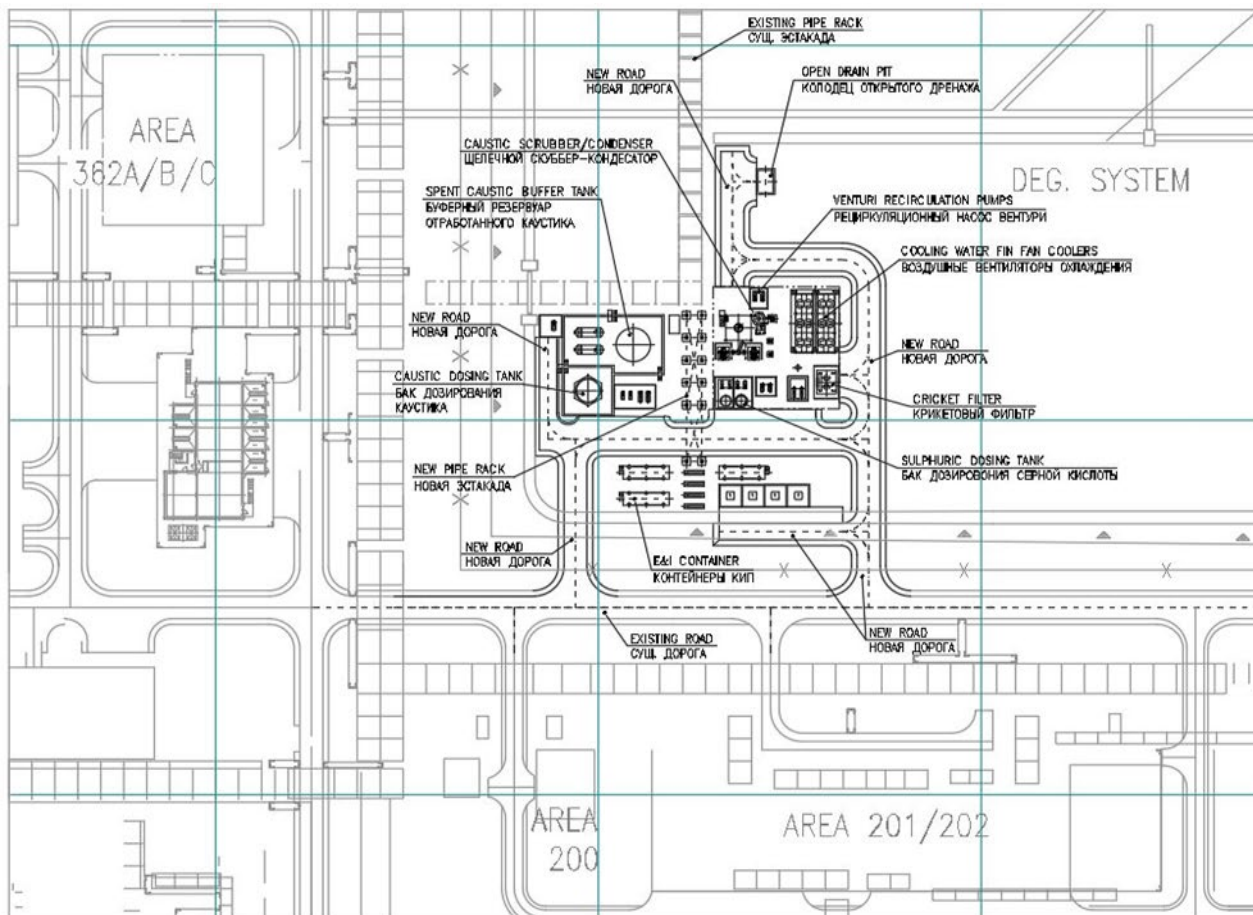 EXISTING PIPE RACK
СУЩ. ЭСТАКАДА
NEW ROAD
НОВАЯ ДОРОГА
OPEN DRAIN PIT
КОЛОДЕЦ ОТКРЫТОГО ДРЕНАЖА
AREA
362A/B/C
CAUSTIC SCRUBBER/CONDENSER
ЩЕЛЕЧНОЙ СКУББЕР-КОНДЕСАТОР
DEG. SYSTEM
SPENT CAUSTIC BUFFER TANK
БУФЕРНЫЙ РЕЗЕРВУАР
ОТРАБОТАННОГО КАУСТИКА
VENTURI RECIRCULATION PUMPS
РЕЦИРКУЛЯЦИОННЫЙ НАСОС ВЕНТУРИ
COOLING WATER FIN FAN COOLERS
ВОЗДУШНЫЕ ВЕНТИЛЯТОРЫ ОХЛАЖДЕНИЯ
NEW ROAD
НОВАЯ ДОРОГА
NEW ROAD
НОВАЯ ДОРОГА
CAUSTIC DOSING TANK
БАК ДОЗИРОВАНИЯ
КАУСТИКА
CRICKET FILTER
КРИКЕТОВЫЙ ФИЛЬТР
NEW PIPE RACK
НОВАЯ ЭСТАКАДА
SULPHURIC DOSING TANK
БАК ДОЗИРОВОНИЯ СЕРНОЙ КИСЛОТЫ
NEW ROAD
НОВАЯ ДОРОГА
E&I CONTAINER
КОНТЕЙНЕРЫ КИП
EXISTING ROAD
СУЩ. ДОРОГА
NEW ROAD
НОВАЯ ДОРОГА
AREA
200
AREA 201/202